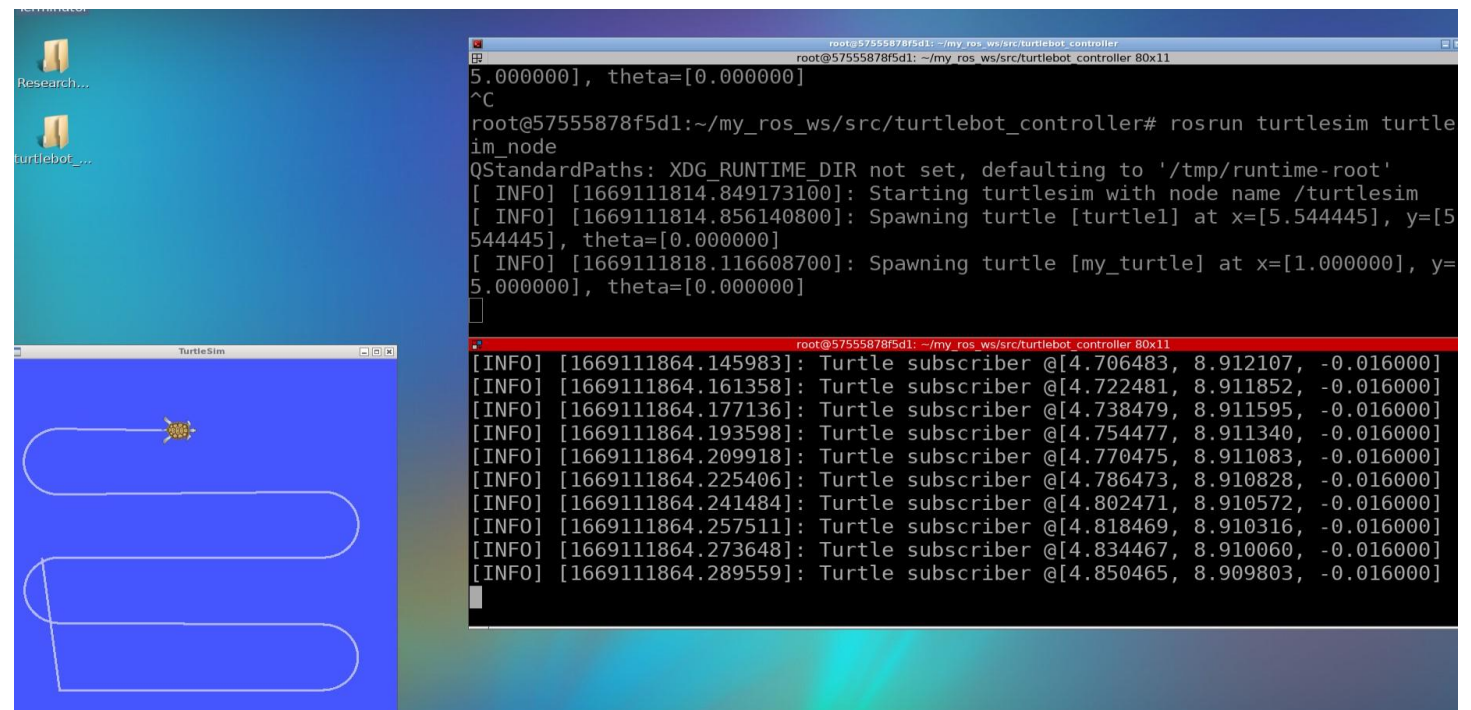 Terminator
Research...
turtlebot_...
root@57555878f5d1: ~/my_ros_ws/src/turtlebot_controller
root@57555878f5d1: ~/my_ros_ws/src/turtlebot_controller 80x11
5.000000], theta=[0.000000]
^C
root@57555878f5d1:~/my_ros_ws/src/turtlebot_controller# rosrun turtlesim turtle
im_node
QStandardPaths: XDG_RUNTIME_DIR not set, defaulting to '/tmp/runtime-root'
[ INFO] [1669111814.849173100]: Starting turtlesim with node name /turtlesim
[ INFO] [1669111814.856140800]: Spawning turtle [turtle1] at x=[5.544445], y=[5
544445], theta=[0.000000]
[ INFO] [1669111818.116608700]: Spawning turtle [my_turtle] at x=[1.000000], y=
5.000000], theta=[0.000000]
TurtleSim
root@57555878f5d1: ~/my_ros_ws/src/turtlebot_controller 80x11
[INFO] [1669111864.145983]: Turtle subscriber @[4.706483, 8.912107, -0.016000]
[INFO] [1669111864.161358]: Turtle subscriber @[4.722481, 8.911852, -0.016000]
[INFO] [1669111864.177136]: Turtle subscriber @[4.738479, 8.911595, -0.016000]
[INFO] [1669111864.193598]: Turtle subscriber @[4.754477, 8.911340, -0.016000]
[INFO] [1669111864.209918]: Turtle subscriber @[4.770475, 8.911083, -0.016000]
[INFO] [1669111864.225406]: Turtle subscriber @[4.786473, 8.910828, -0.016000]
[INFO] [1669111864.241484]: Turtle subscriber @[4.802471, 8.910572, -0.016000]
[INFO] [1669111864.257511]: Turtle subscriber @[4.818469, 8.910316, -0.016000]
[INFO] [1669111864.273648]: Turtle subscriber @[4.834467, 8.910060, -0.016000]
[INFO] [1669111864.289559]: Turtle subscriber @[4.850465, 8.909803, -0.016000]